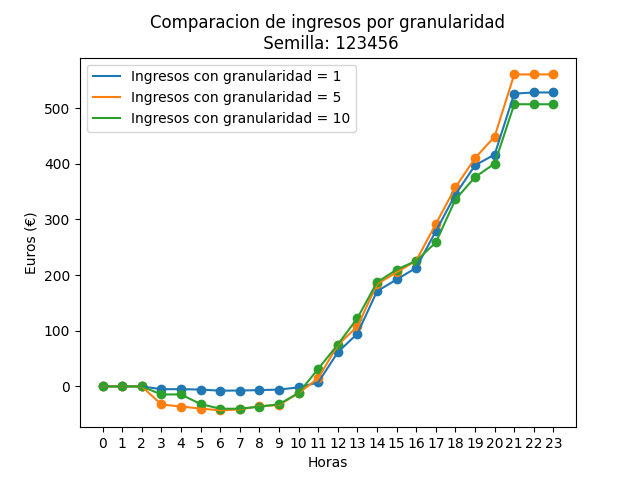 Comparacion de ingresos por granularidad
Semilla: 123456
Ingresos con granularidad = 1
Ingresos con granularidad = 5
Ingresos con granularidad = 10
Euros (€)
500
400
300
200
100
0
0 1 2 3 4 5 6 7 8 9 10 11 12 13 14 15 16 17 18 19 20 21 22 23
Horas